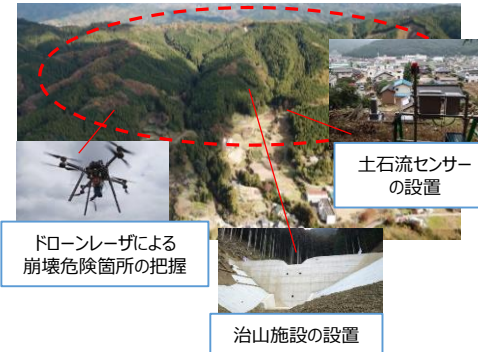 土石流センサー
の設置
ドローンレーザによる
崩壊危険箇所の把握
治山施設の設置